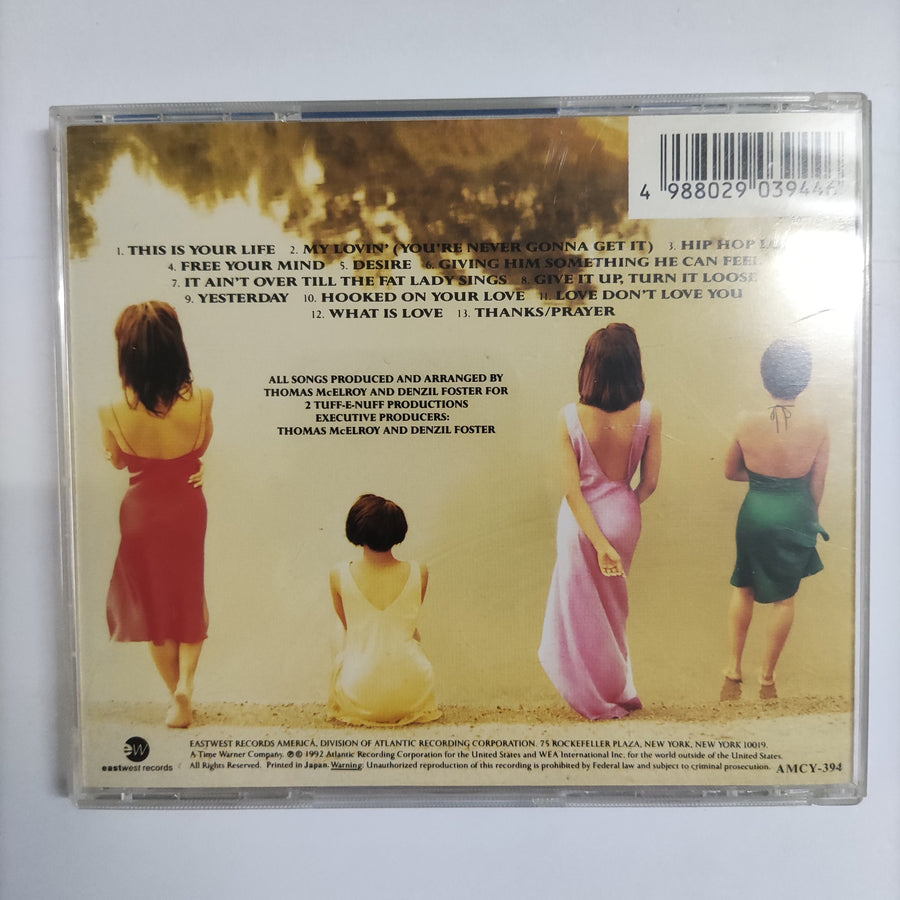 4 988029 039446
1. THIS IS YOUR LIFE 2. MY LOVIN' (YOU'RE NEVER GONNA GET IT) 3. HIP HOP
4. FREE YOUR MIND 5. DESIRE 6. GIVING HIM SOMETHING HE CAN FEEL
7. IT AIN'T OVER TILL THE FAT LADY SINGS 8. GIVE IT UP, TURN IT LOOSE
9. YESTERDAY 10. HOOKED ON YOUR LOVE 11. LOVE DON'T LOVE YOU
12. WHAT IS LOVE 13. THANKS/PRAYER
ALL SONGS PRODUCED AND ARRANGED BY
THOMAS McELROY AND DENZIL FOSTER FOR
2 TUFF-E-NUFF PRODUCTIONS
EXECUTIVE PRODUCERS:
THOMAS McELROY AND DENZIL FOSTER
ew
eastwest records
EASTWEST RECORDS AMERICA, DIVISION OF ATLANTIC RECORDING CORPORATION. 75 ROCKEFELLER PLAZA, NEW YORK, NEW YORK 10019.
A Time Warner Company. ℗ © 1992 Atlantic Recording Corporation for the United States and WEA International Inc. for the world outside of the United States.
All Rights Reserved. Printed in Japan. Warning: Unauthorized reproduction of this recording is prohibited by Federal law and subject to criminal prosecution.
AMCY-394